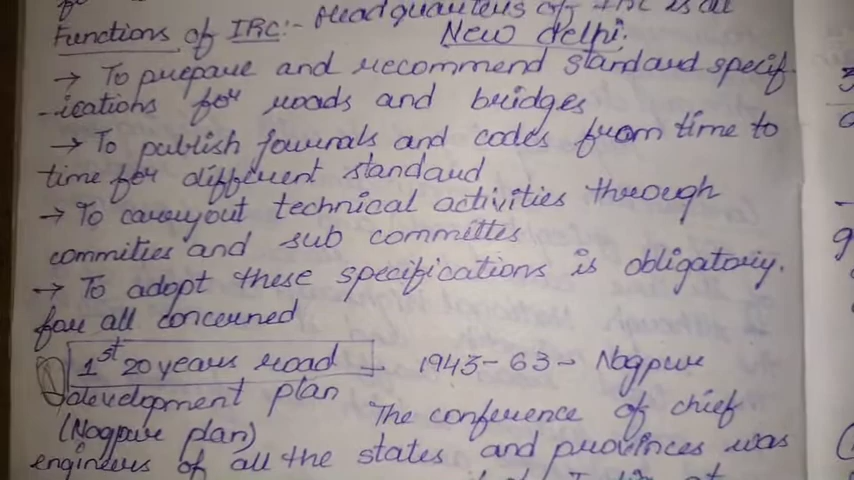 Headquarters of IRC is at
Functions of IRC:- New delhi.
→ To prepare and recommend standard specif
-ications for roads and bridges
→ To publish journals and codes from time to
time for different standard
→ To carryout technical activities through
commities and sub committes
→ To adopt these specifications is obligatory.
for all concerned
1st 20 years road 1943-63- Nagpur
development plan The conference of chief
(Nagpur plan)
engineers of all the states and provinces was